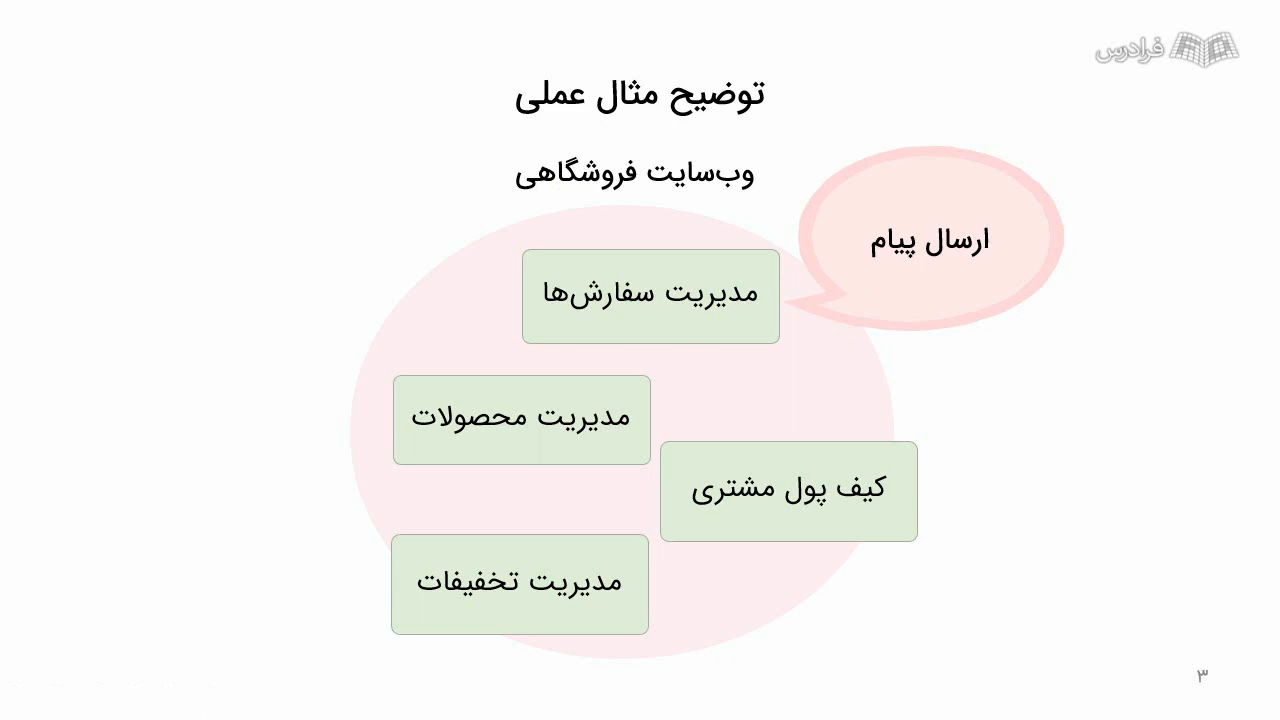 فرادرس
توضیح مثال عملی
وب‌سایت فروشگاهی
ارسال پیام
مدیریت سفارش‌ها
مدیریت محصولات
کیف پول مشتری
مدیریت تخفیفات
۳